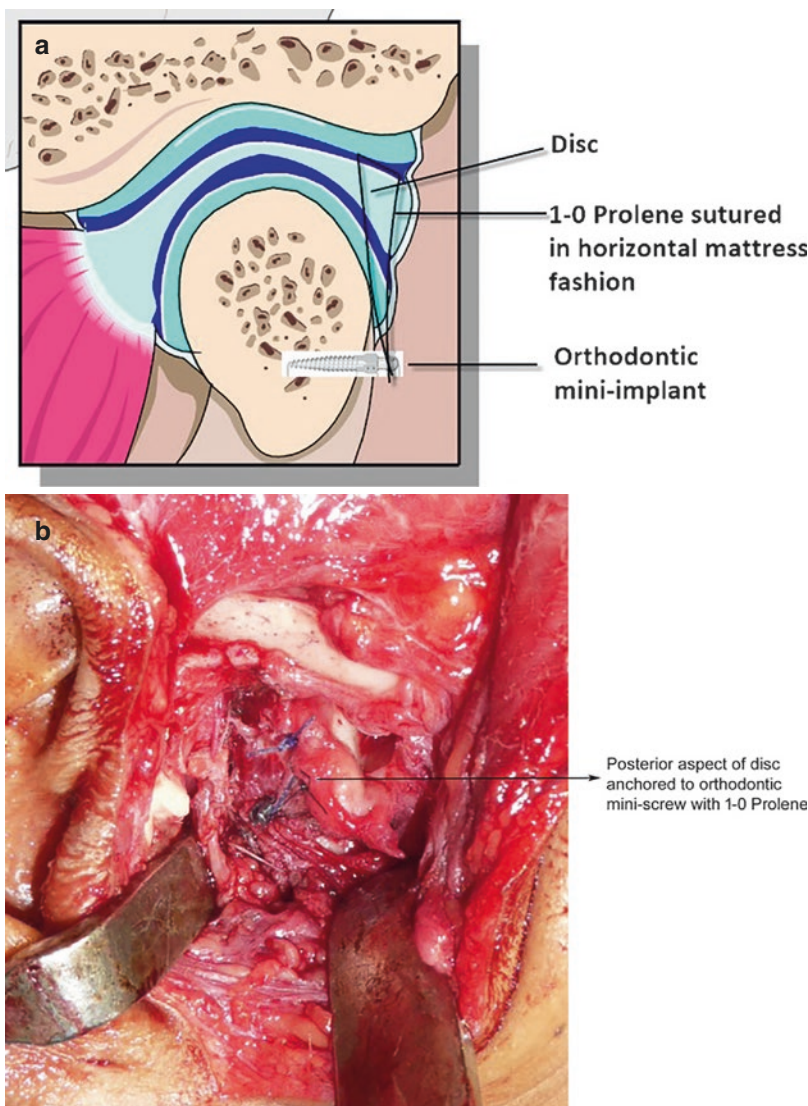 a
Disc
1-0 Prolene sutured
in horizontal mattress
fashion
Orthodontic
mini-implant
b
Posterior aspect of disc
anchored to orthodontic
mini-screw with 1-0 Prolene